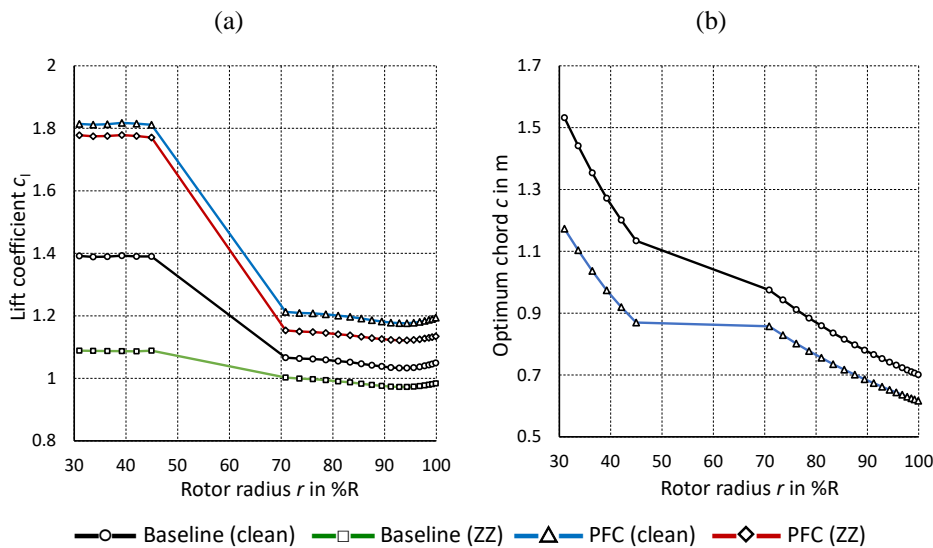 (a)
(b)
Lift coefficient cl
2
1.8
1.6
1.4
1.2
1
0.8
30 40 50 60 70 80 90 100
Rotor radius r in %R
Optimum chord c in m
1.7
1.5
1.3
1.1
0.9
0.7
0.5
30 40 50 60 70 80 90 100
Rotor radius r in %R
Baseline (clean) Baseline (ZZ) PFC (clean) PFC (ZZ)